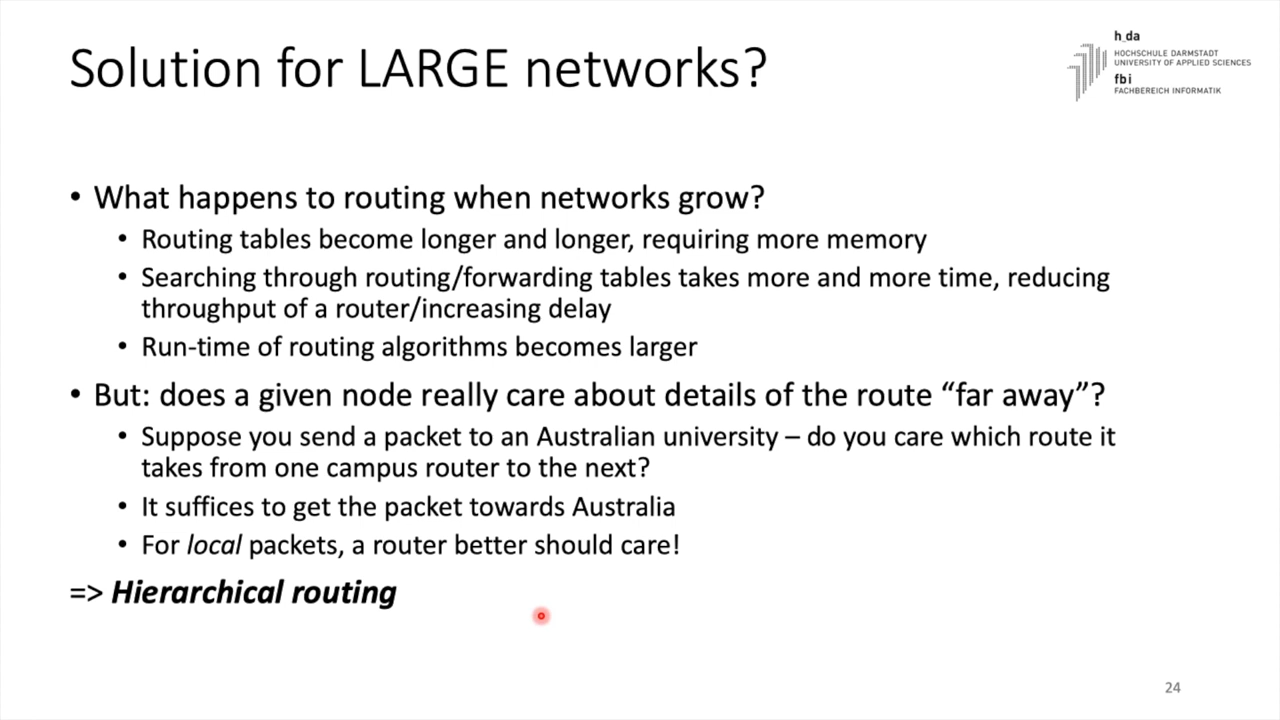 Solution for LARGE networks?
h_da
HOCHSCHULE DARMSTADT
UNIVERSITY OF APPLIED SCIENCES
fbi
FACHBEREICH INFORMATIK
• What happens to routing when networks grow?
• Routing tables become longer and longer, requiring more memory
• Searching through routing/forwarding tables takes more and more time, reducing
throughput of a router/increasing delay
• Run-time of routing algorithms becomes larger
• But: does a given node really care about details of the route “far away”?
• Suppose you send a packet to an Australian university – do you care which route it
takes from one campus router to the next?
• It suffices to get the packet towards Australia
• For local packets, a router better should care!
=> Hierarchical routing
24